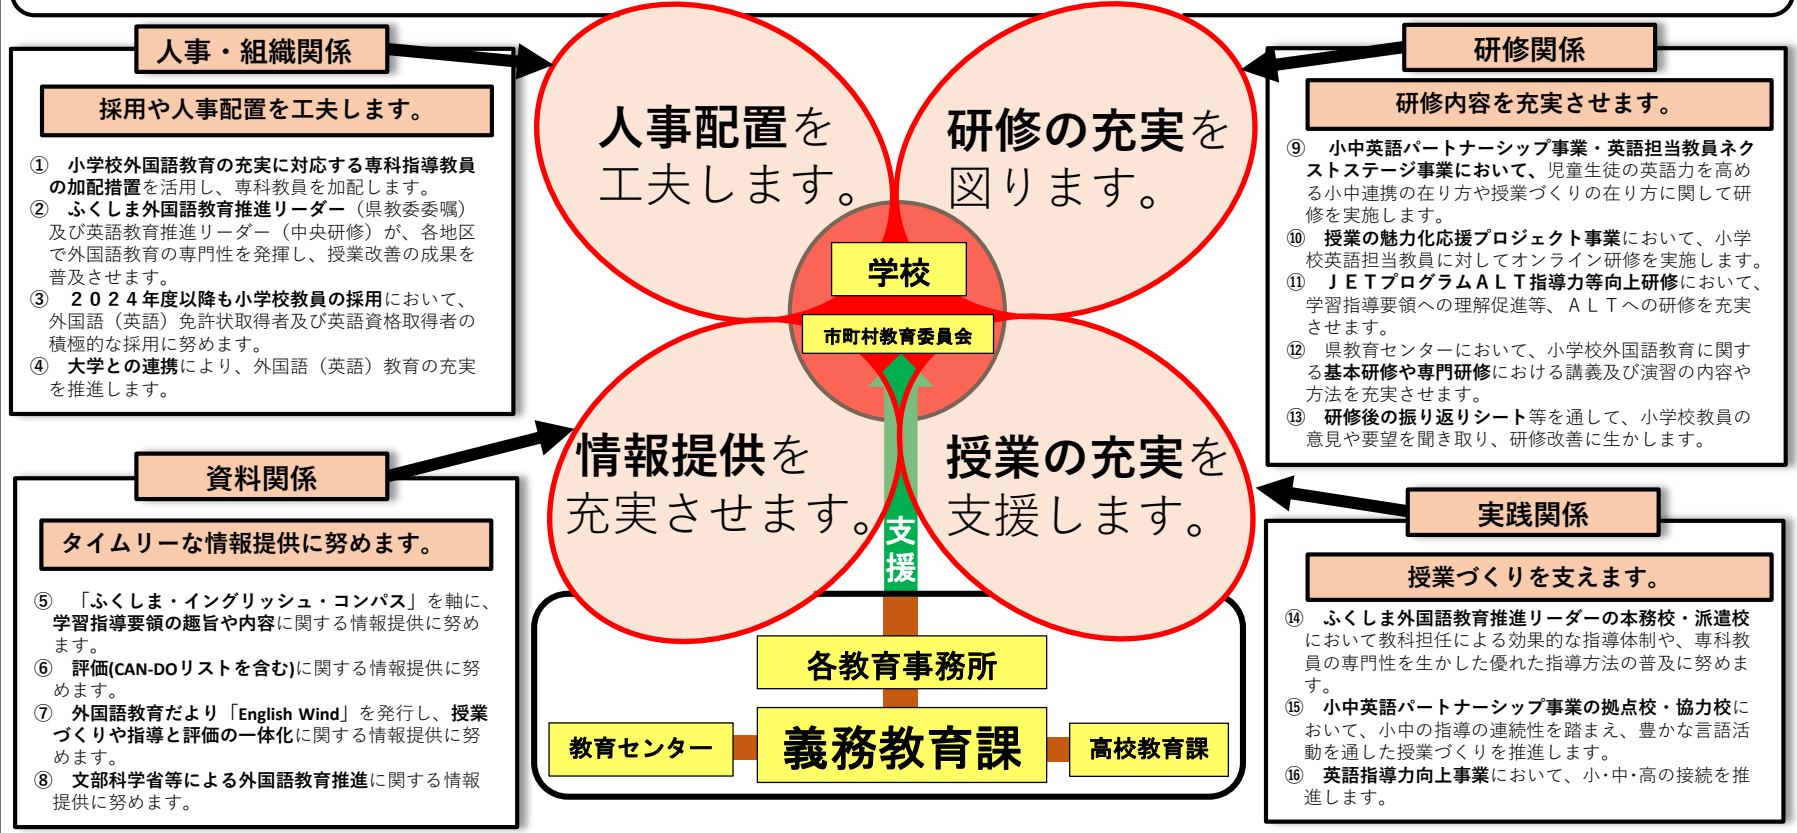 人事・組織関係
採用や人事配置を工夫します。
①　小学校外国語教育の充実に対応する専科指導教員
の加配措置を活用し、専科教員を加配します。
②　ふくしま外国語教育推進リーダー（県教委委嘱）
及び英語教育推進リーダー（中央研修）が、各地区
で外国語教育の専門性を発揮し、授業改善の成果を
普及させます。
③　２０２４年度以降も小学校教員の採用において、
外国語（英語）免許状取得者及び英語資格取得者の
積極的な採用に努めます。
④　大学との連携により、外国語（英語）教育の充実
を推進します。
資料関係
タイムリーな情報提供に努めます。
⑤　「ふくしま・イングリッシュ・コンパス」を軸に、
学習指導要領の趣旨や内容に関する情報提供に努め
ます。
⑥　評価(CAN-DOリストを含む)に関する情報提供に努
めます。
⑦　外国語教育だより「English Wind」を発行し、授業
づくりや指導と評価の一体化に関する情報提供に努
めます。
⑧　文部科学省等による外国語教育推進に関する情報
提供に努めます。
人事配置を
工夫します。
研修の充実を
図ります。
学校
市町村教育委員会
情報提供を
充実させます。
授業の充実を
支援します。
支
援
各教育事務所
教育センター
義務教育課
高校教育課
研修関係
研修内容を充実させます。
⑨　小中英語パートナーシップ事業・英語担当教員ネク
ストステージ事業において、児童生徒の英語力を高め
る小中連携の在り方や授業づくりの在り方に関して研
修を実施します。
⑩　授業の魅力化応援プロジェクト事業において、小学
校英語担当教員に対してオンライン研修を実施します。
⑪　ＪＥＴプログラムＡＬＴ指導力等向上研修において、
学習指導要領への理解促進等、ＡＬＴへの研修を充実
させます。
⑫　県教育センターにおいて、小学校外国語教育に関す
る基本研修や専門研修における講義及び演習の内容や
方法を充実させます。
⑬　研修後の振り返りシート等を通して、小学校教員の
意見や要望を聞き取り、研修改善に生かします。
実践関係
授業づくりを支えます。
⑭　ふくしま外国語教育推進リーダーの本務校・派遣校
において教科担任による効果的な指導体制や、専科教
員の専門性を生かした優れた指導方法の普及に努めま
す。
⑮　小中英語パートナーシップ事業の拠点校・協力校に
おいて、小中の指導の連続性を踏まえ、豊かな言語活
動を通した授業づくりを推進します。
⑯　英語指導力向上事業において、小・中・高の接続を推
進します。